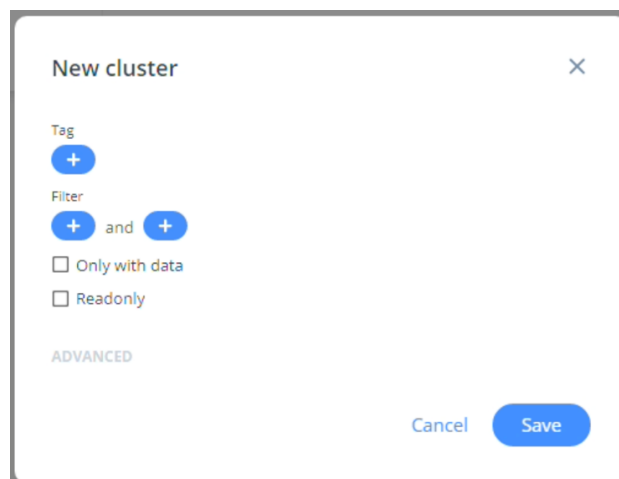 New cluster
Tag
+
Filter
+ and +
Only with data
Readonly
ADVANCED
Cancel Save